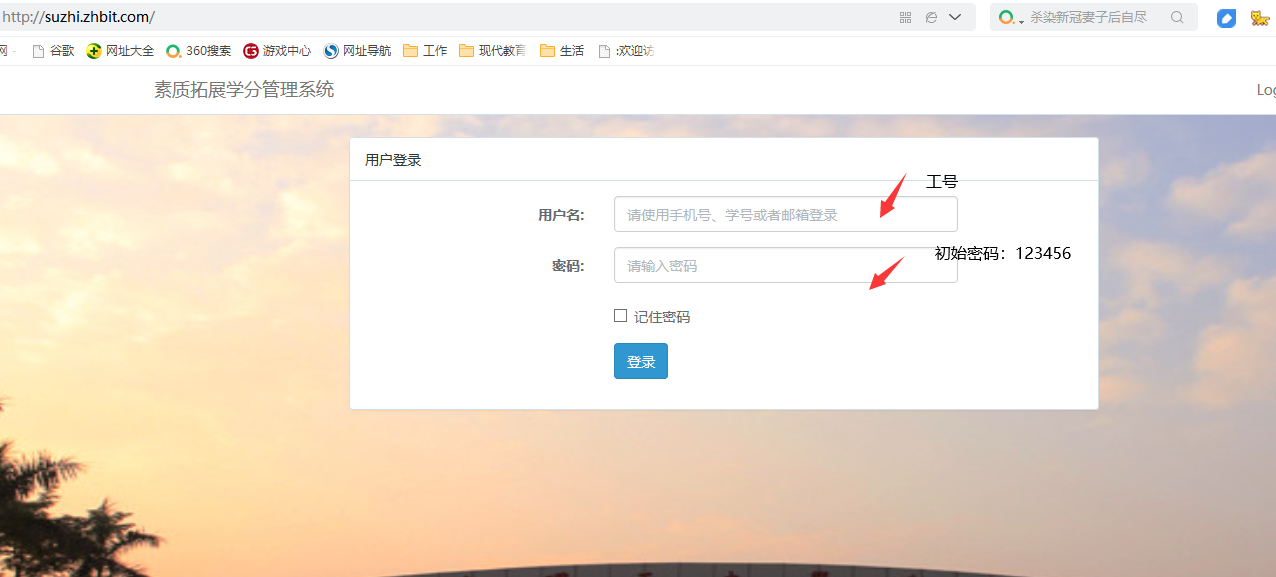 http://suzhi.zhbit.com/
杀染新冠妻子后自尽
网
谷歌
网址大全
360搜索
游戏中心
网址导航
工作
现代教育
生活
:欢迎访
素质拓展学分管理系统
Log
用户登录
工号
用户名:
请使用手机号、学号或者邮箱登录
初始密码：123456
密码:
请输入密码
记住密码
登录